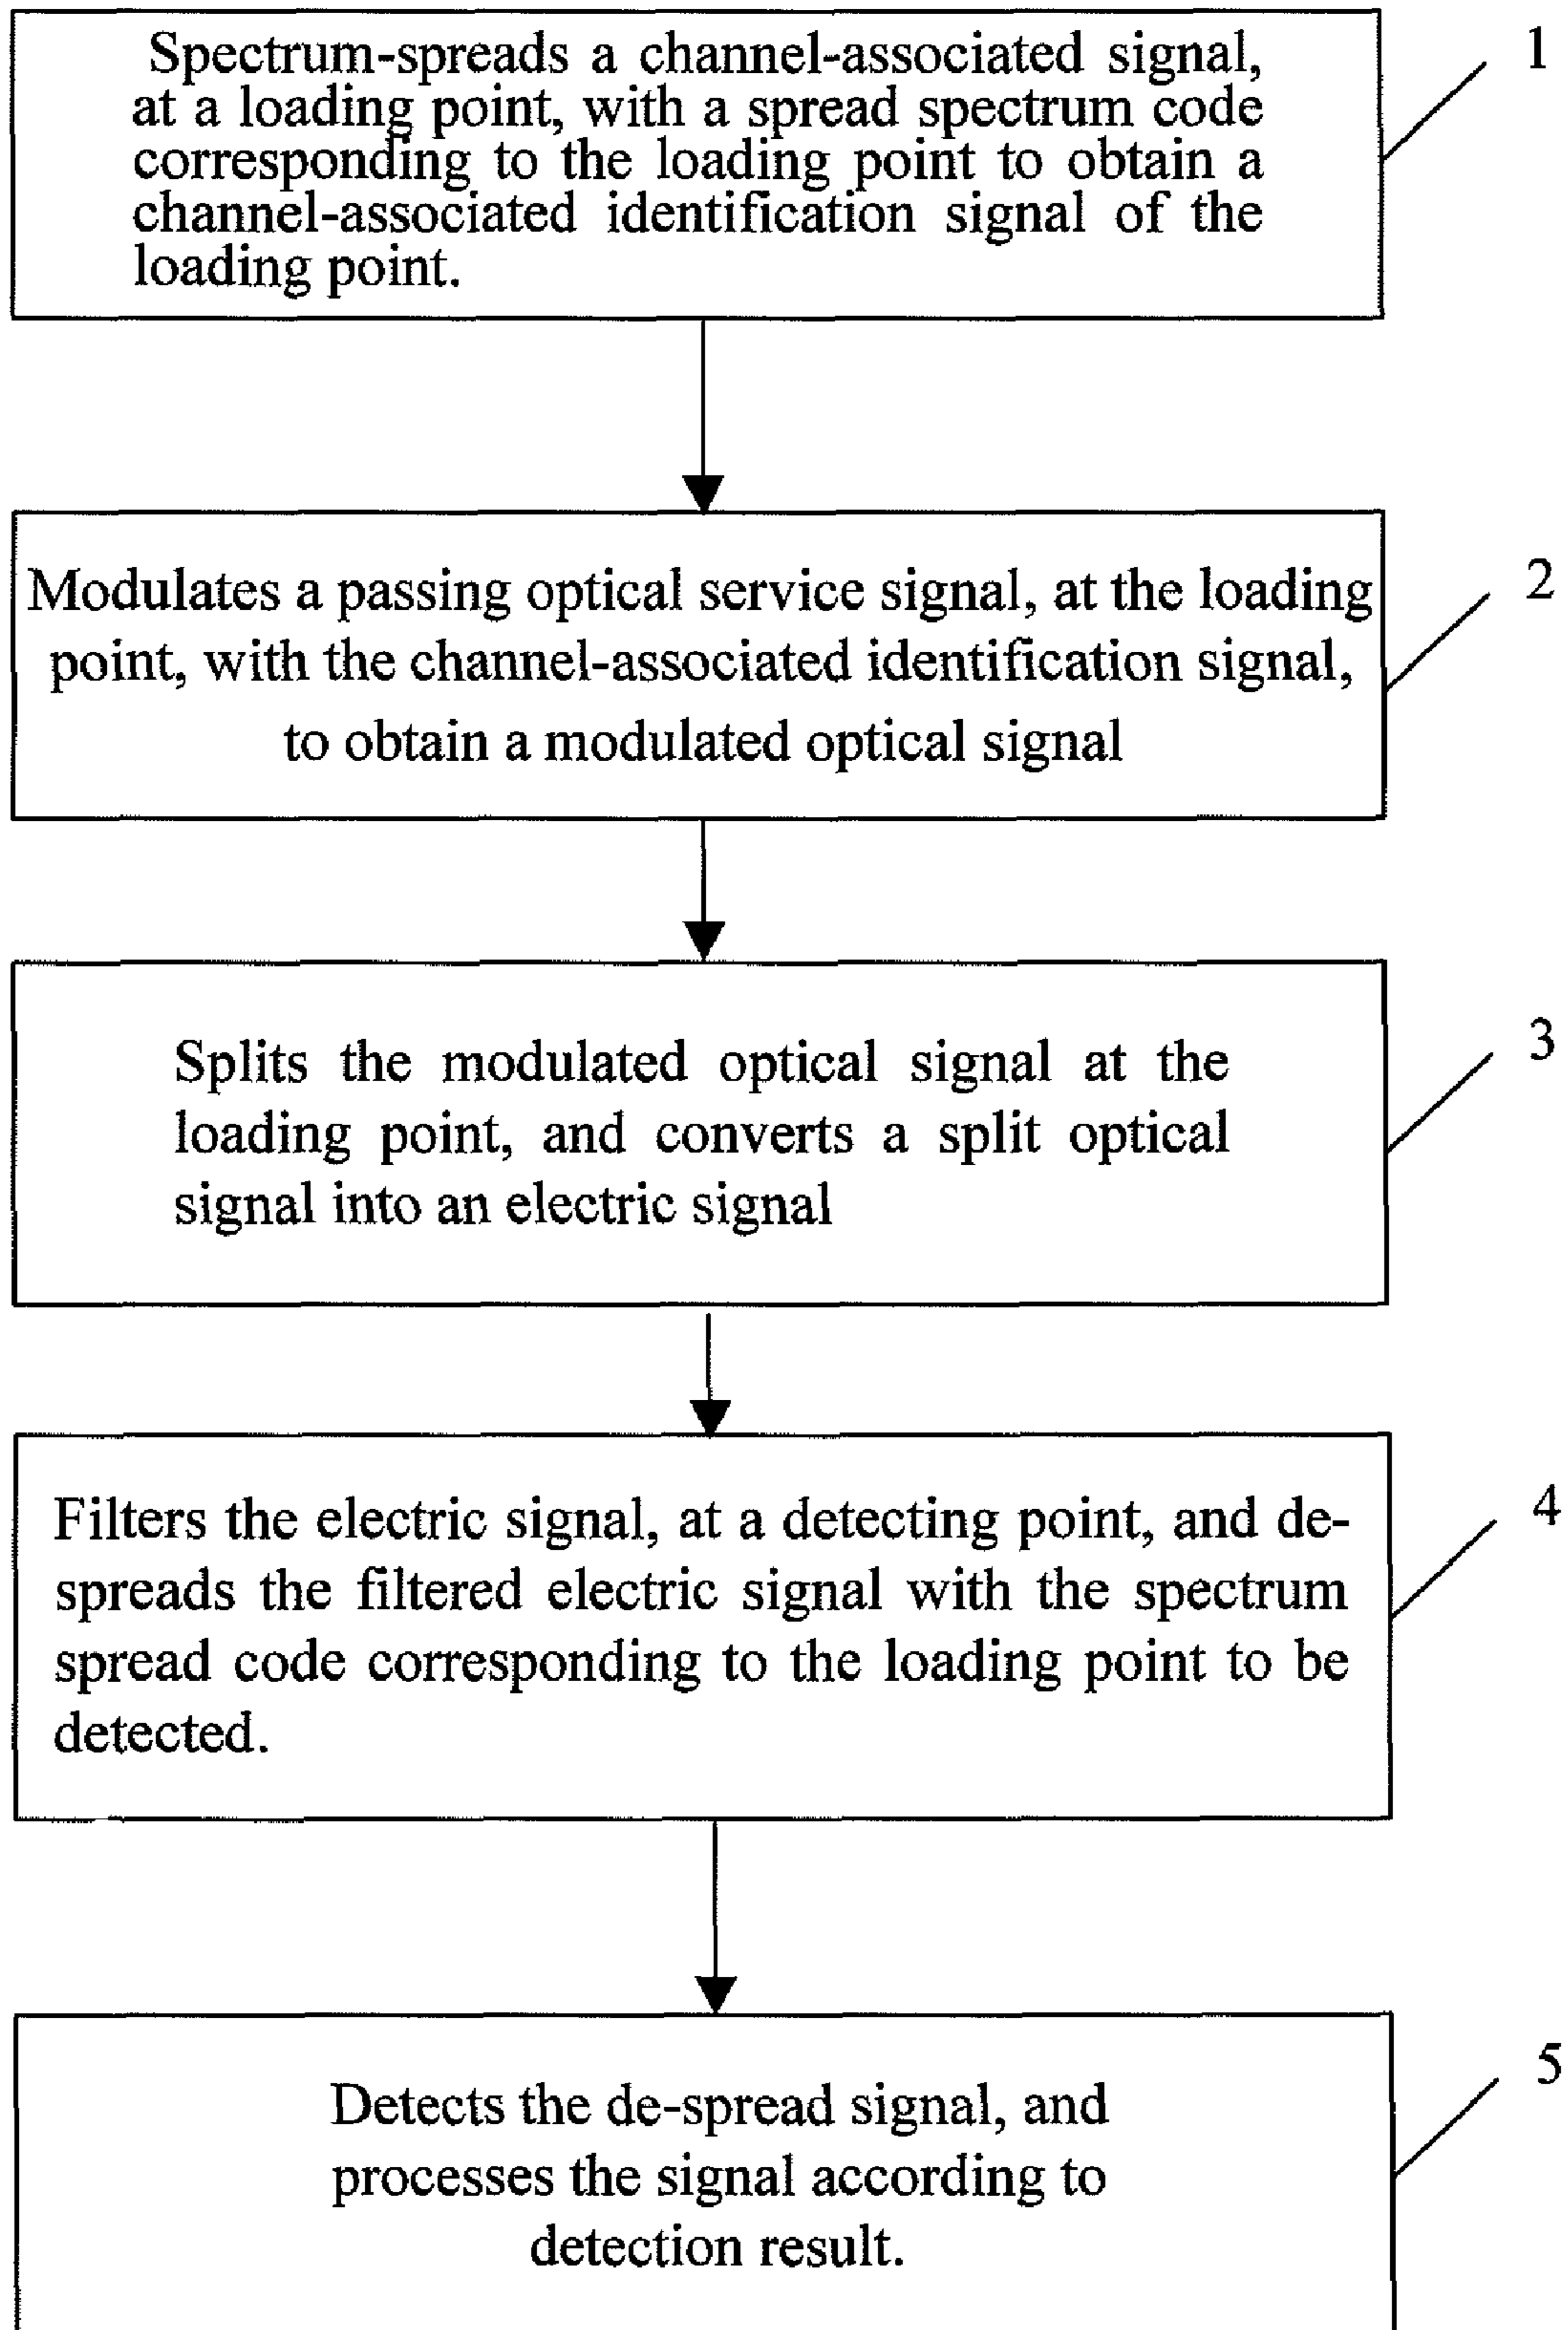 Spectrum-spreads a channel-associated signal,
at a loading point, with a spread spectrum code
corresponding to the loading point to obtain a
channel-associated identification signal of the
loading point.
1
Modulates a passing optical service signal, at the loading
point, with the channel-associated identification signal,
to obtain a modulated optical signal
2
Splits the modulated optical signal at the
loading point, and converts a split optical
signal into an electric signal
3
Filters the electric signal, at a detecting point, and de-
spreads the filtered electric signal with the spectrum
spread code corresponding to the loading point to be
detected.
4
Detects the de-spread signal, and
processes the signal according to
detection result.
5